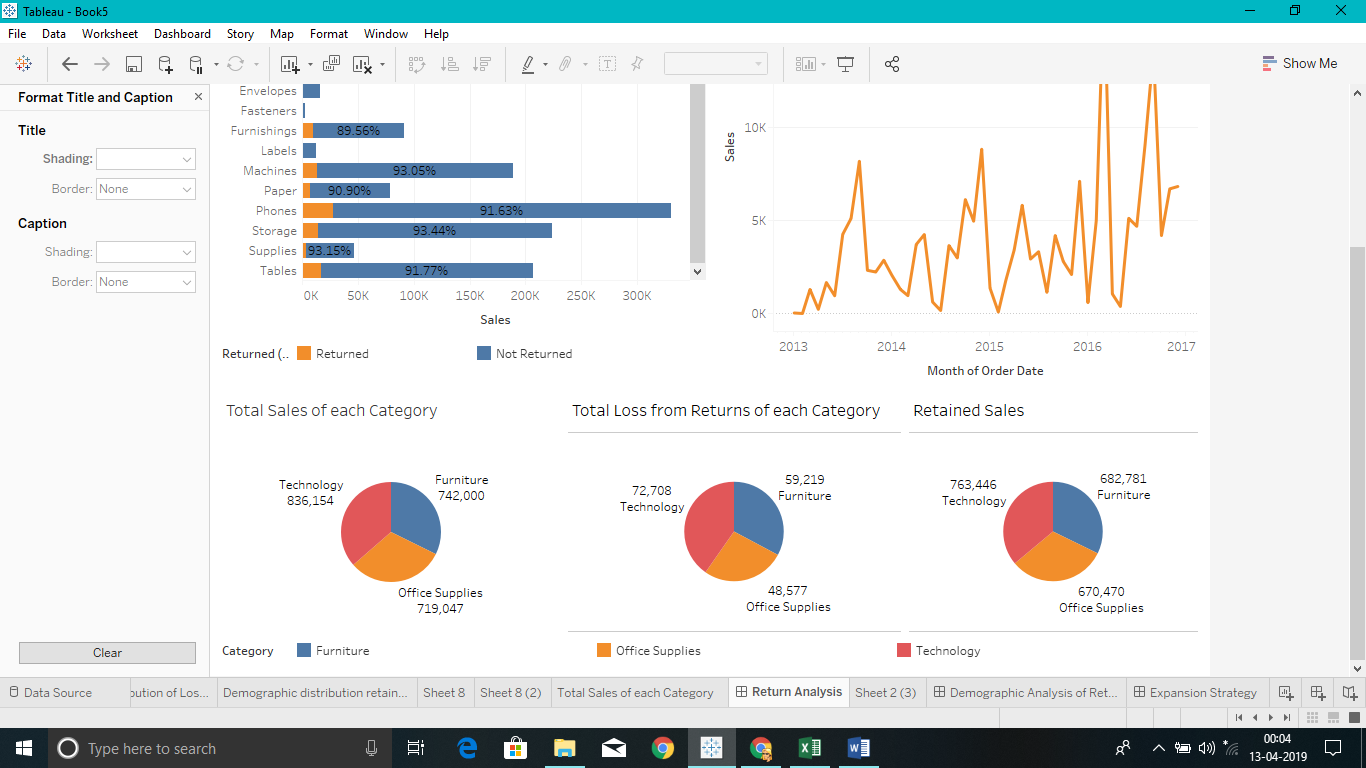 Tableau - Book5
File Data Worksheet Dashboard Story Map Format Window Help
Show Me
Format Title and Caption
Title
Shading:
Border: None
Caption
Shading:
Border: None
Clear
Envelopes
Fasteners
Furnishings 89.56%
Labels
Machines 93.05%
Paper 90.90%
Phones 91.63%
Storage 93.44%
Supplies 93.15%
Tables 91.77%
0K 50K 100K 150K 200K 250K 300K
Sales
Returned (.. Returned Not Returned
Sales
10K
5K
0K
2013 2014 2015 2016 2017
Month of Order Date
Total Sales of each Category
Technology
836,154
Furniture
742,000
Office Supplies
719,047
Total Loss from Returns of each Category
72,708
Technology
59,219
Furniture
48,577
Office Supplies
Retained Sales
763,446
Technology
682,781
Furniture
670,470
Office Supplies
Category Furniture Office Supplies Technology
Data Source bution of Los... Demographic distribution retain... Sheet 8 Sheet 8 (2) Total Sales of each Category Return Analysis Sheet 2 (3) Demographic Analysis of Ret... Expansion Strategy
Type here to search
00:04
13-04-2019